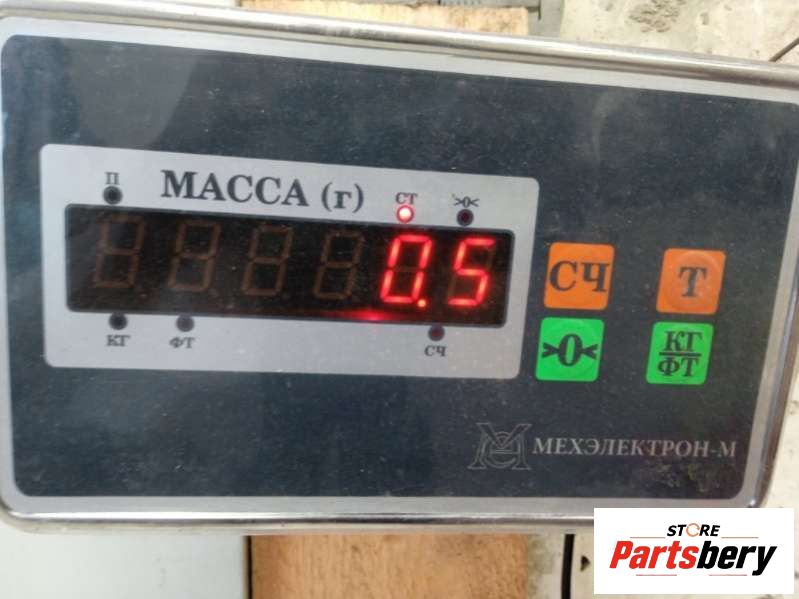 П
МАССА (г)
СТ
>0<
0.5
КГ
ФТ
СЧ
СЧ
Т
>0<
КГ
ФТ
МЕХЭЛЕКТРОН-М
STORE
Partsbery